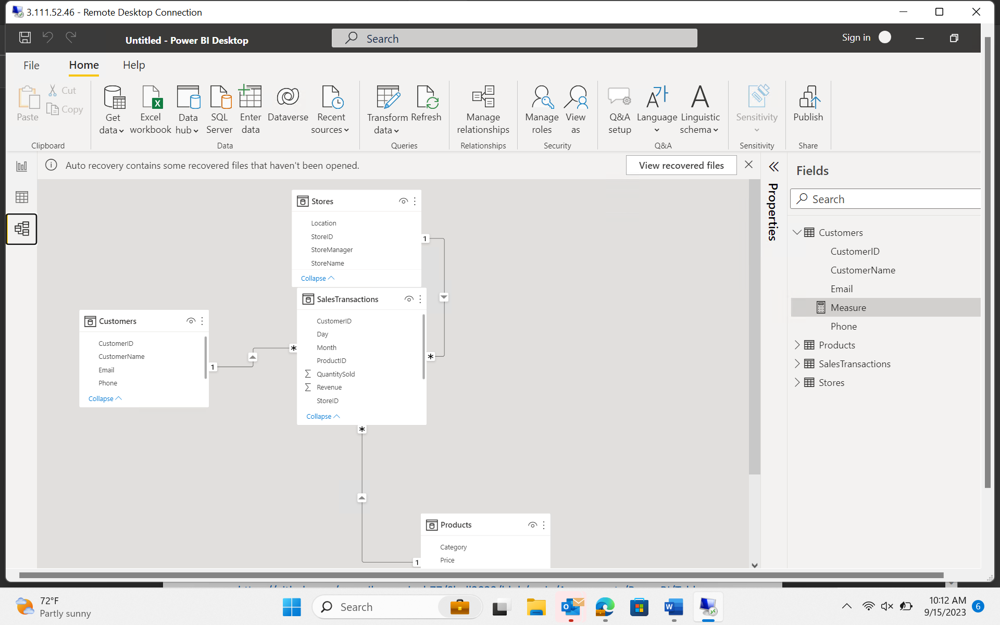 3.111.52.46 - Remote Desktop Connection
Untitled - Power BI Desktop
Search
Sign in
File
Home
Help
Paste
Cut
Copy
Clipboard
Get
data
Excel
workbook
Data
hub
SQL
Server
Enter
data
Dataverse
Recent
sources
Data
Transform
data
Refresh
Queries
Manage
relationships
Relationships
Manage
roles
View
as
Security
Q&A
setup
Language
Linguistic
schema
Q&A
Sensitivity
Sensitivity
Publish
Share
Auto recovery contains some recovered files that haven't been opened.
View recovered files
Stores
Location
StoreID
StoreManager
StoreName
Collapse
1
*
SalesTransactions
CustomerID
Day
Month
ProductID
QuantitySold
Revenue
StoreID
Collapse
*
*
Customers
CustomerID
CustomerName
Email
Phone
Collapse
1
Products
Category
Price
1
Properties
Fields
Search
Customers
CustomerID
CustomerName
Email
Measure
Phone
Products
SalesTransactions
Stores
72°F
Partly sunny
Search
10:12 AM
9/15/2023
6